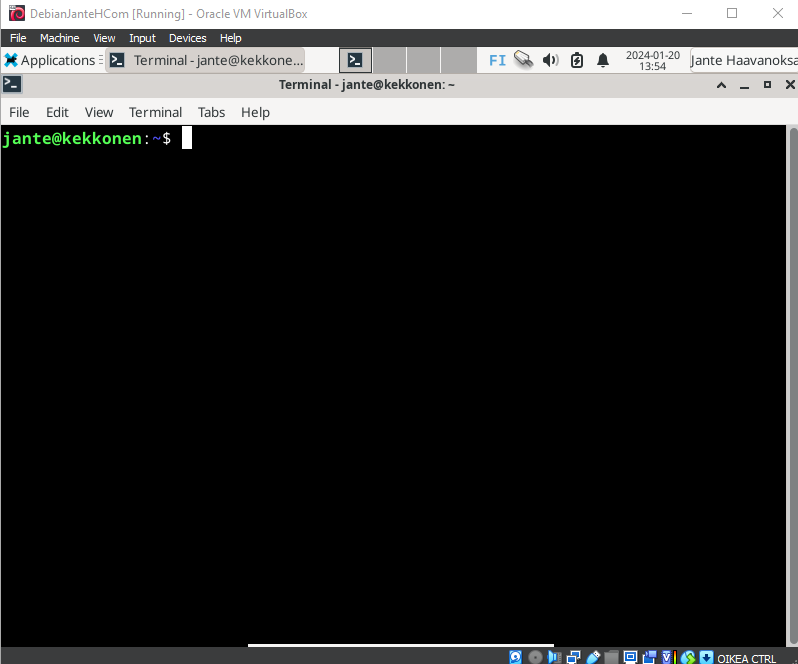 DebianJanteHCom [Running] - Oracle VM VirtualBox
File Machine View Input Devices Help
Applications Terminal - jante@kekkone... FI 2024-01-20 Jante Haavanoksa
13:54
Terminal - jante@kekkonen: ~
File Edit View Terminal Tabs Help
jante@kekkonen:~$
OIKEA CTRL